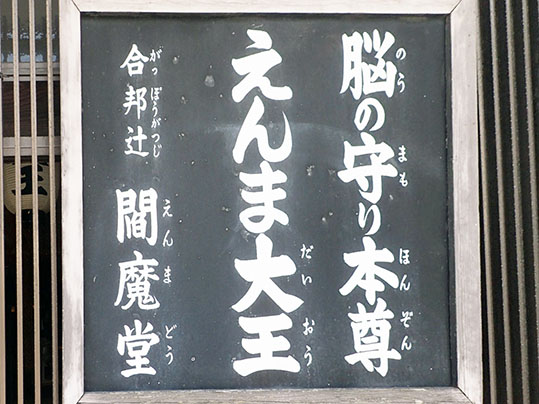 脳の守り本尊
のう まも ほん ぞん
えんま大王
だい おう
合邦辻 閻魔堂
がっ ぽうがつじ えん ま どう